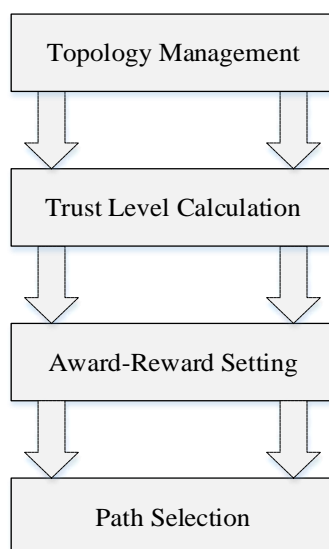 Topology Management
Trust Level Calculation
Award-Reward Setting
Path Selection